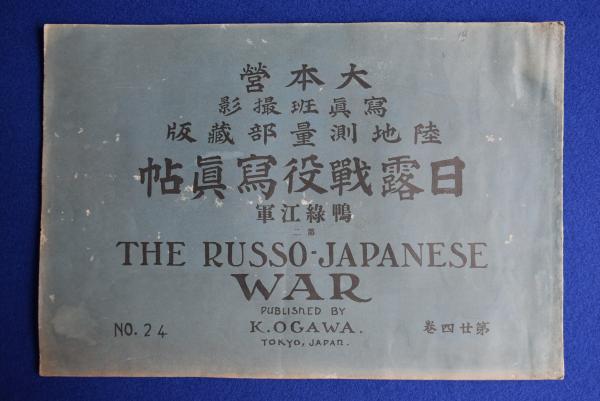 營本大
影撮班眞寫
版藏部量測地陸
帖眞寫役戰露日
軍江綠鴨
二第
THE RUSSO-JAPANESE
WAR
PUBLISHED BY
K. OGAWA.
TOKYO, JAPAN.
NO. 24
卷四廿第